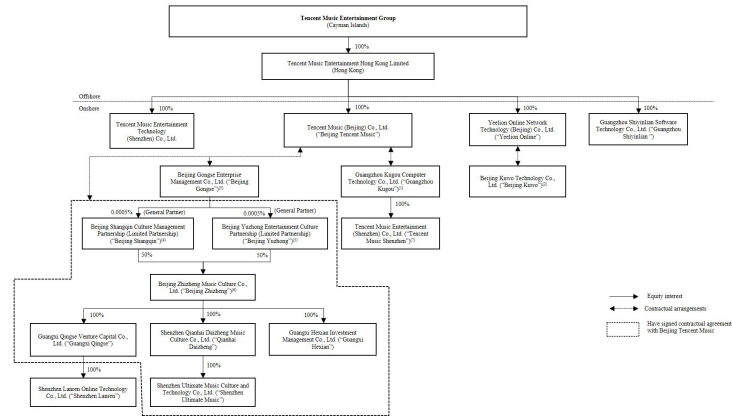 Tencent Music Entertainment Group
(Cayman Islands)
100%
Tencent Music Entertainment Hong Kong Limited
(Hong Kong)
Offshore
Onshore
100%
100%
100%
100%
Tencent Music Entertainment
Technology
(Shenzhen) Co., Ltd.
Tencent Music (Beijing) Co., Ltd.
("Beijing Tencent Music")
Yeelion Online Network
Technology (Beijing) Co., Ltd.
("Yeelion Online")
Guangzhou Shiyinlian Software
Technology Co., Ltd. ("Guangzhou
Shiyinlian")
Beijing Gongse Enterprise
Management Co., Ltd. ("Beijing
Gongse")
Guangzhou Kugou Computer
Technology Co., Ltd. ("Guangzhou
Kugou")
Beijing Kuwo Technology Co.,
Ltd. ("Beijing Kuwo")
0.0005%
(General Partner)
0.0005%
(General Partner)
100%
Beijing Shangqin Culture Management
Partnership (Limited Partnership)
("Beijing Shangqin")
Beijing Yuzhong Entertainment Culture
Partnership (Limited Partnership)
("Beijing Yuzhong")
Tencent Music Entertainment
(Shenzhen) Co., Ltd. ("Tencent
Music Shenzhen")
50%
50%
Beijing Zhizheng Music Culture Co.,
Ltd. ("Beijing Zhizheng")
100%
100%
100%
Guangxi Qingse Venture Capital Co.,
Ltd. ("Guangxi Qingse")
Shenzhen Qianhai Daizheng Music
Culture Co., Ltd. ("Qianhai
Daizheng")
Guangxi Hexian Investment
Management Co., Ltd. ("Guangxi
Hexian")
100%
100%
Shenzhen Lanren Online Technology
Co., Ltd. ("Shenzhen Lanren")
Shenzhen Ultimate Music Culture and
Technology Co., Ltd. ("Shenzhen
Ultimate Music")
Equity interest
Contractual arrangements
Have signed contractual agreement
with Beijing Tencent Music